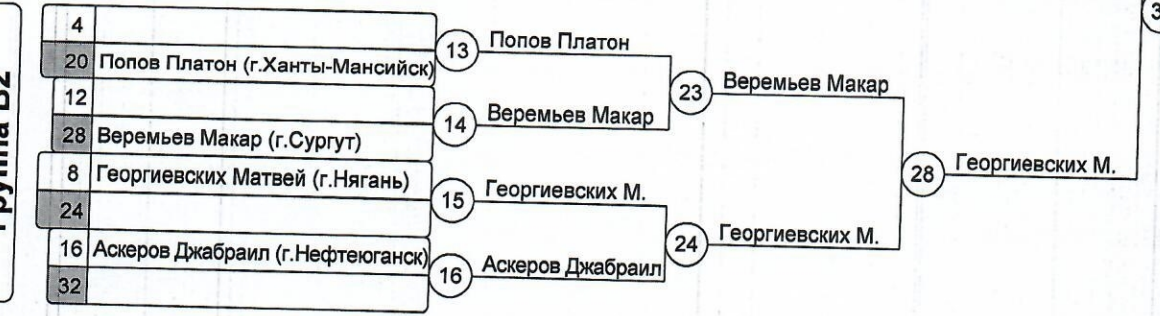 4
20 Попов Платон (г.Ханты-Мансийск)
12
28 Веремьев Макар (г.Сургут)
8 Георгиевских Матвей (г.Нягань)
24
16 Аскеров Джабраил (г.Нефтеюганск)
32
13 Попов Платон
14 Веремьев Макар
15 Георгиевских М.
16 Аскеров Джабраил
23 Веремьев Макар
24 Георгиевских М.
28 Георгиевских М.
3
В2